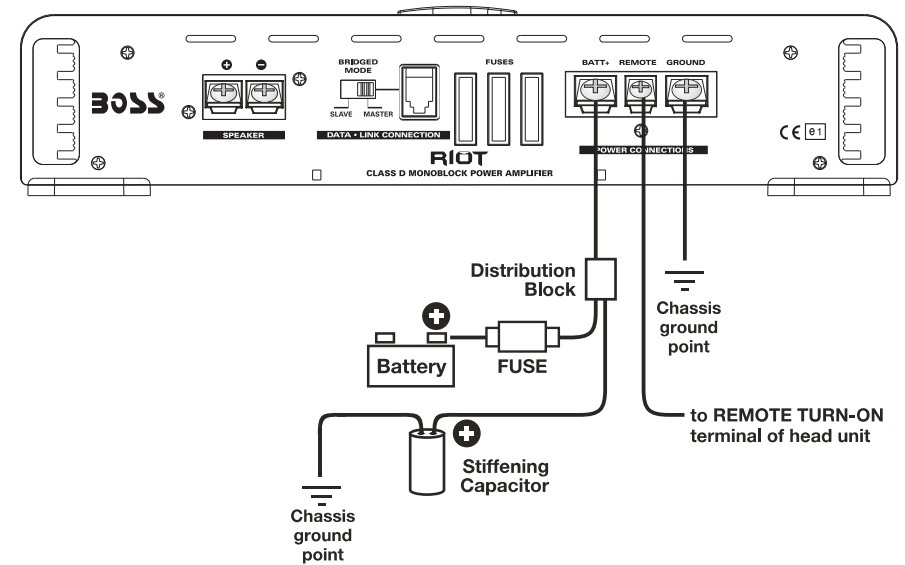 BOSS®
+ −
SPEAKER
BRIDGED
MODE
SLAVE MASTER
DATA • LINK CONNECTION
FUSES
BATT+ REMOTE GROUND
POWER CONNECTIONS
CE e1
RIOT
CLASS D MONOBLOCK POWER AMPLIFIER
Distribution
Block
Chassis
ground
point
+
Battery
FUSE
to REMOTE TURN-ON
terminal of head unit
+
Stiffening
Capacitor
Chassis
ground
point